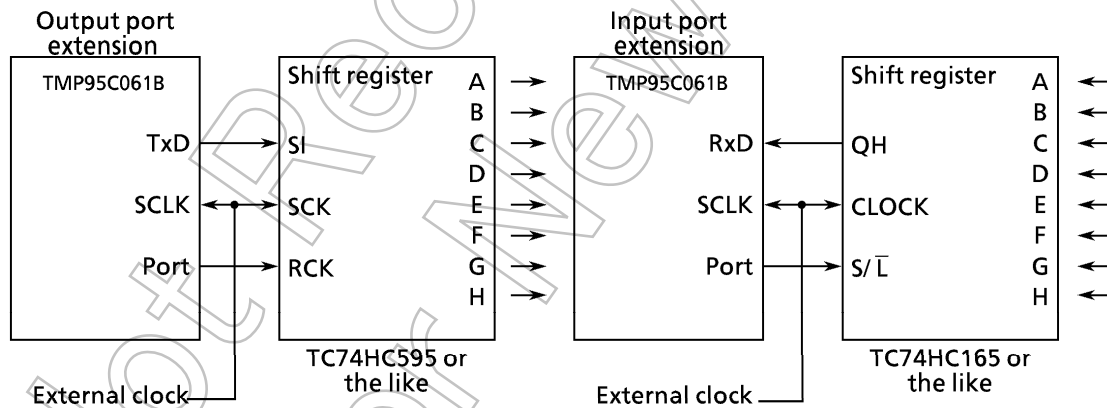 Output port
extension
TMP95C061B
TxD
SCLK
Port
Shift register
SI
SCK
RCK
A
B
C
D
E
F
G
H
TC74HC595 or
the like
External clock
Input port
extension
TMP95C061B
RxD
SCLK
Port
Shift register
QH
CLOCK
S/L̅
A
B
C
D
E
F
G
H
TC74HC165 or
the like
External clock